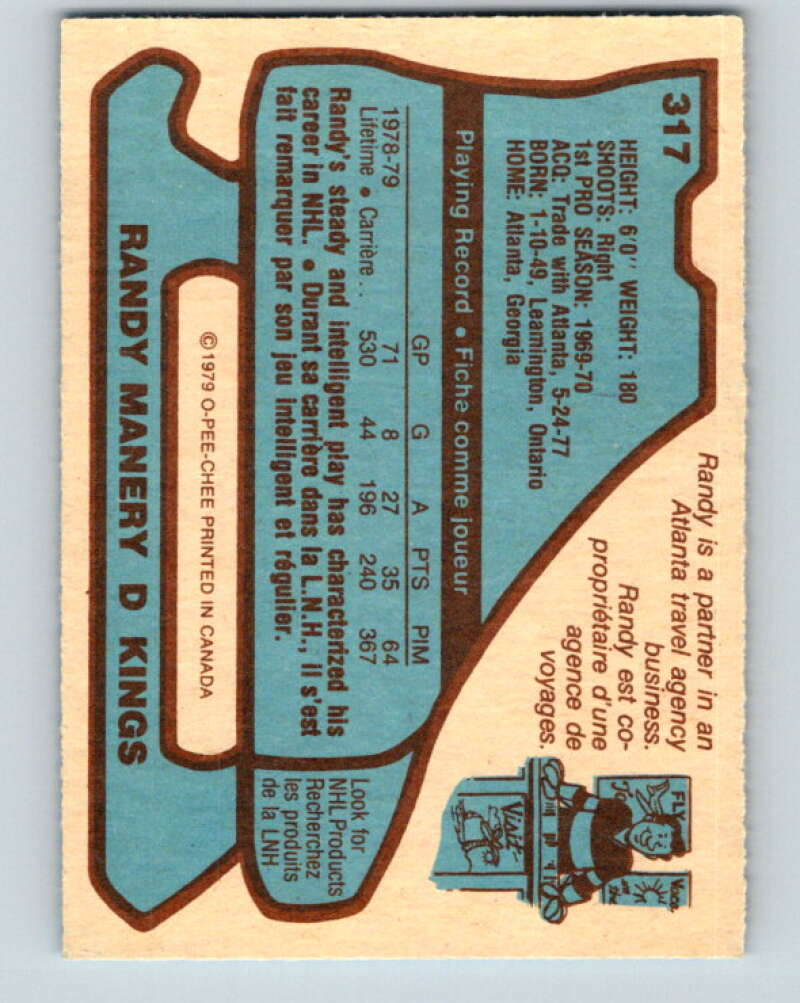 317
HEIGHT: 6'0" WEIGHT: 180
SHOOTS: Right
1st PRO SEASON: 1969-70
ACQ: Trade with Atlanta, 5-24-77
BORN: 1-10-49, Leamington, Ontario
HOME: Atlanta, Georgia
Randy is a partner in an
Atlanta travel agency
business.
Randy est co-
propriétaire d'une
agence de
voyages.
FLY
To
Visit
Playing Record • Fiche comme joueur
GP G A PTS PIM
1978-79 71 8 27 35 64
Lifetime • Carrière . . 530 44 196 240 367
Randy's steady and intelligent play has characterized his
career in NHL. • Durant sa carrière dans la L.N.H., il s'est
fait remarquer par son jeu intelligent et régulier.
Look for
NHL Products
Recherchez
les produits
de la LNH
©1979 O-PEE-CHEE PRINTED IN CANADA
RANDY MANERY D KINGS